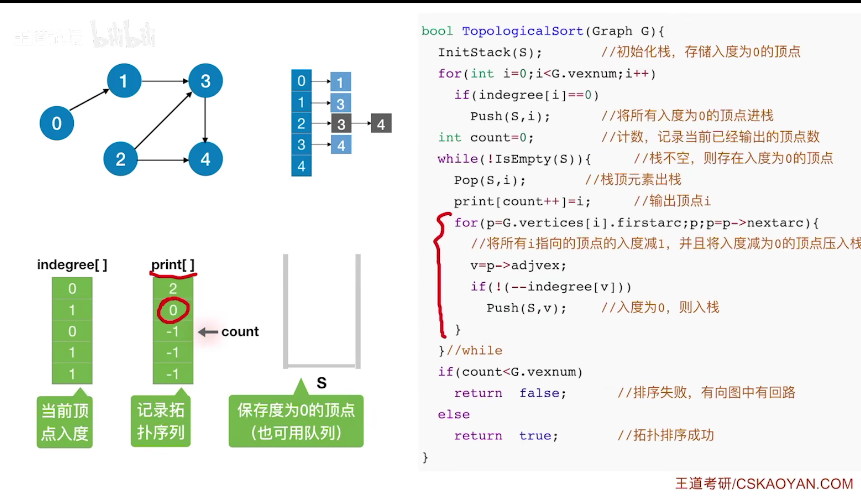 bilibili
1
3
0
2
4
0 1
1 3
2 3 4
3 4
4
indegree[ ]
0
1
0
1
1
当前顶
点入度
print[ ]
2
0
-1
-1
-1
count
记录拓
扑序列
S
保存度为0的顶点
(也可用队列)
bool TopologicalSort(Graph G){
InitStack(S); //初始化栈，存储入度为0的顶点
for(int i=0;i<G.vexnum;i++)
if(indegree[i]==0)
Push(S,i); //将所有入度为0的顶点进栈
int count=0; //计数，记录当前已经输出的顶点数
while(!IsEmpty(S)){ //栈不空，则存在入度为0的顶点
Pop(S,i); //栈顶元素出栈
print[count++]=i; //输出顶点i
for(p=G.vertices[i].firstarc;p;p=p->nextarc){
//将所有i指向的顶点的入度减1，并且将入度减为0的顶点压入栈
v=p->adjvex;
if(!(--indegree[v]))
Push(S,v); //入度为0，则入栈
}
}//while
if(count<G.vexnum)
return false; //排序失败，有向图中有回路
else
return true; //拓扑排序成功
}
王道考研/CSKAOYAN.COM